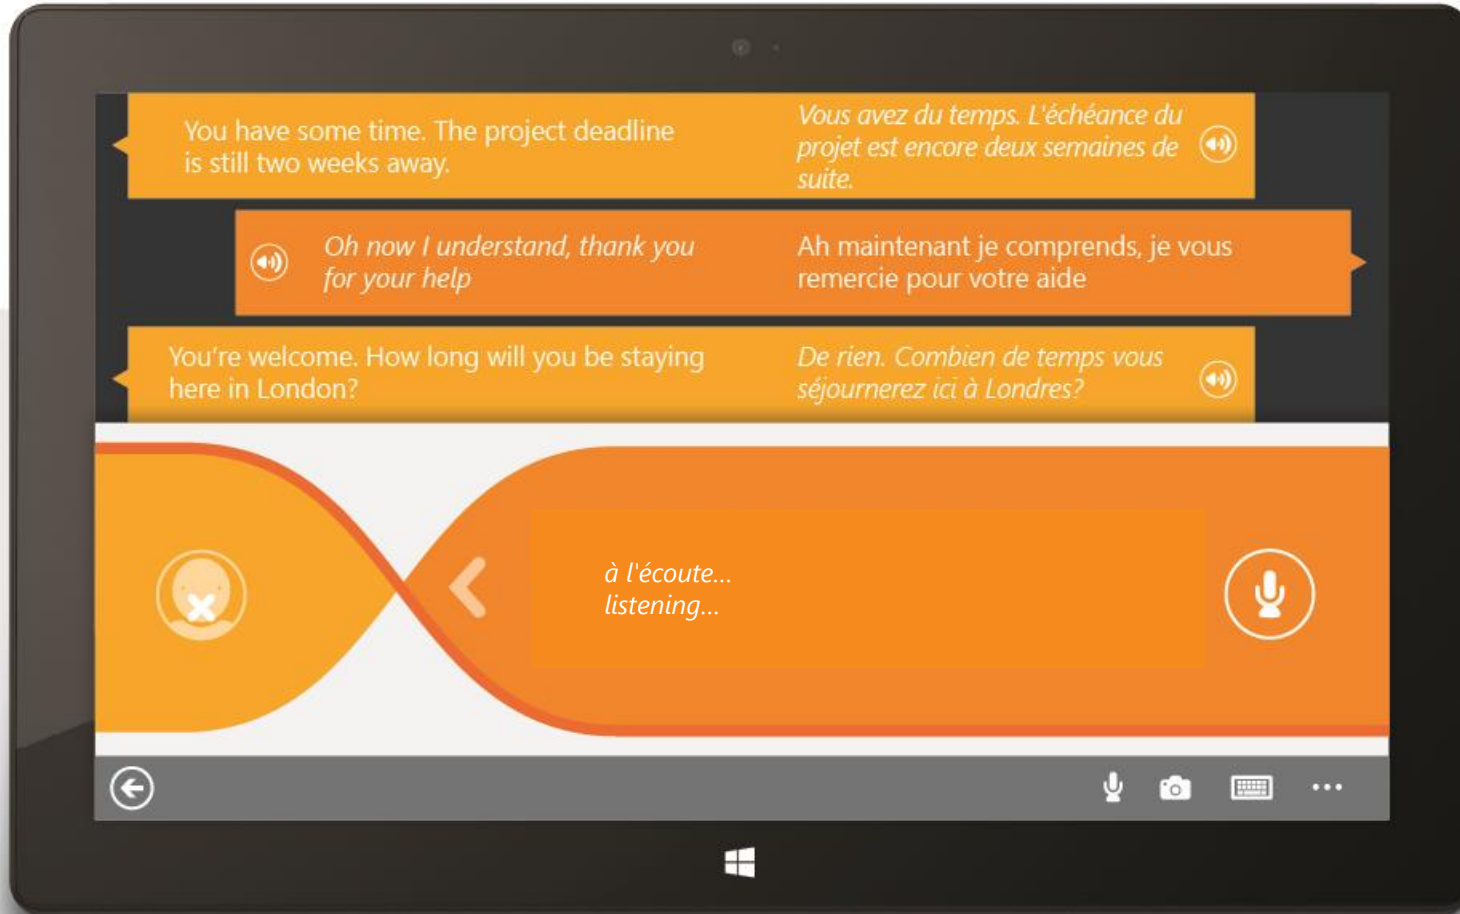 You have some time. The project deadline
is still two weeks away.
Vous avez du temps. L'échéance du
projet est encore deux semaines de
suite.
Oh now I understand, thank you
for your help
Ah maintenant je comprends, je vous
remercie pour votre aide
You're welcome. How long will you be staying
here in London?
De rien. Combien de temps vous
séjournerez ici à Londres?
à l'écoute...
listening...